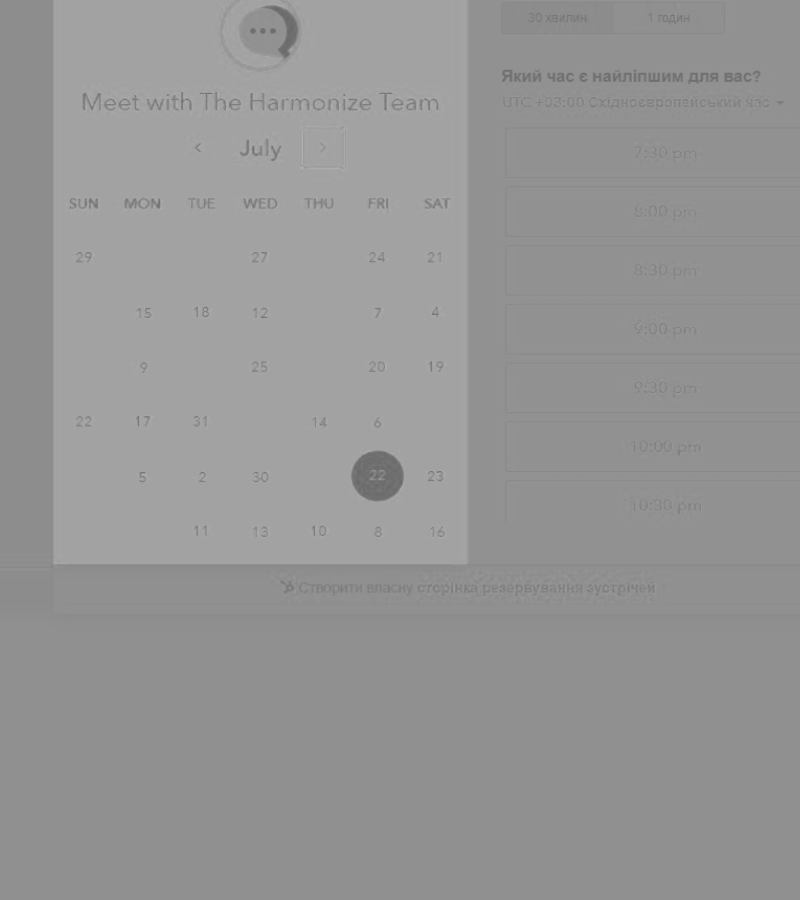 30 хвилин 1 годин
Meet with The Harmonize Team
July
SUN MON TUE WED THU FRI SAT
29 27 24 21
15 18 12 7 4
9 25 20 19
22 17 31 14 6
5 2 30 22 23
11 13 10 8 16
Який час є найліпшим для вас?
UTC +03:00 Східноєвропейський час
7:30 pm
8:00 pm
8:30 pm
9:00 pm
9:30 pm
10:00 pm
10:30 pm
Створити власну сторінка резервування зустрічей